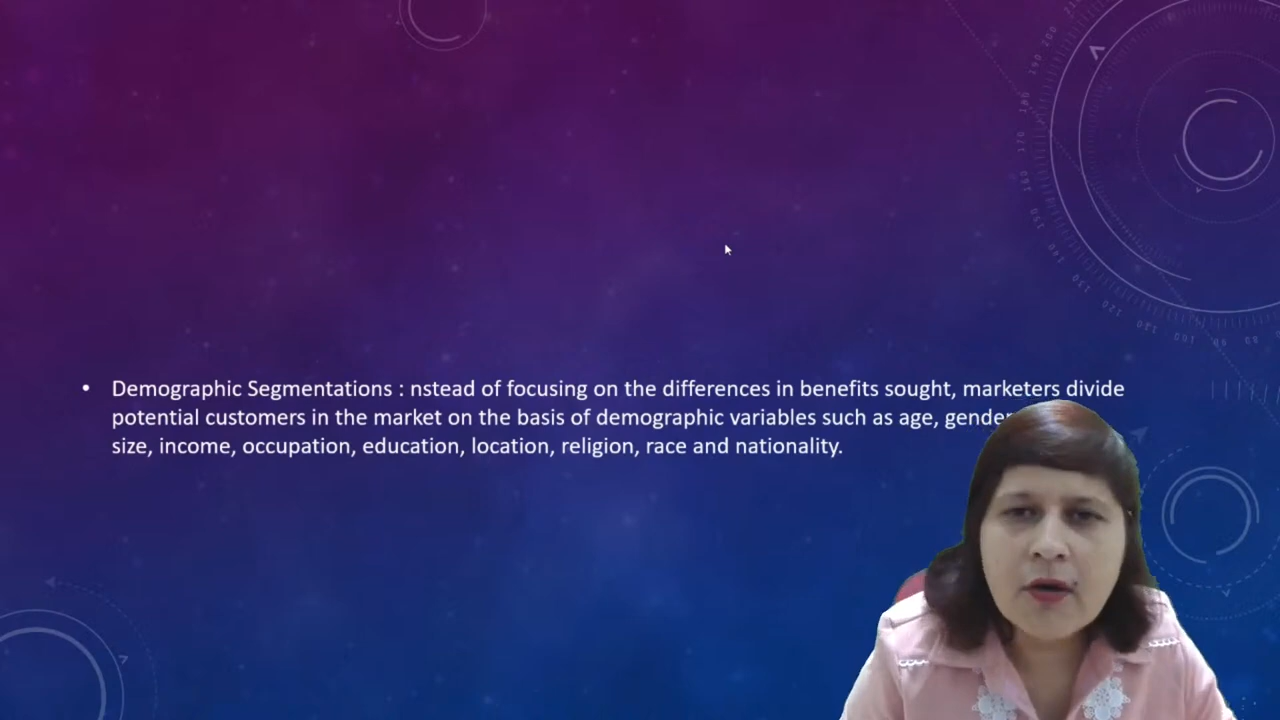 • Demographic Segmentations : nstead of focusing on the differences in benefits sought, marketers divide
potential customers in the market on the basis of demographic variables such as age, gender
size, income, occupation, education, location, religion, race and nationality.